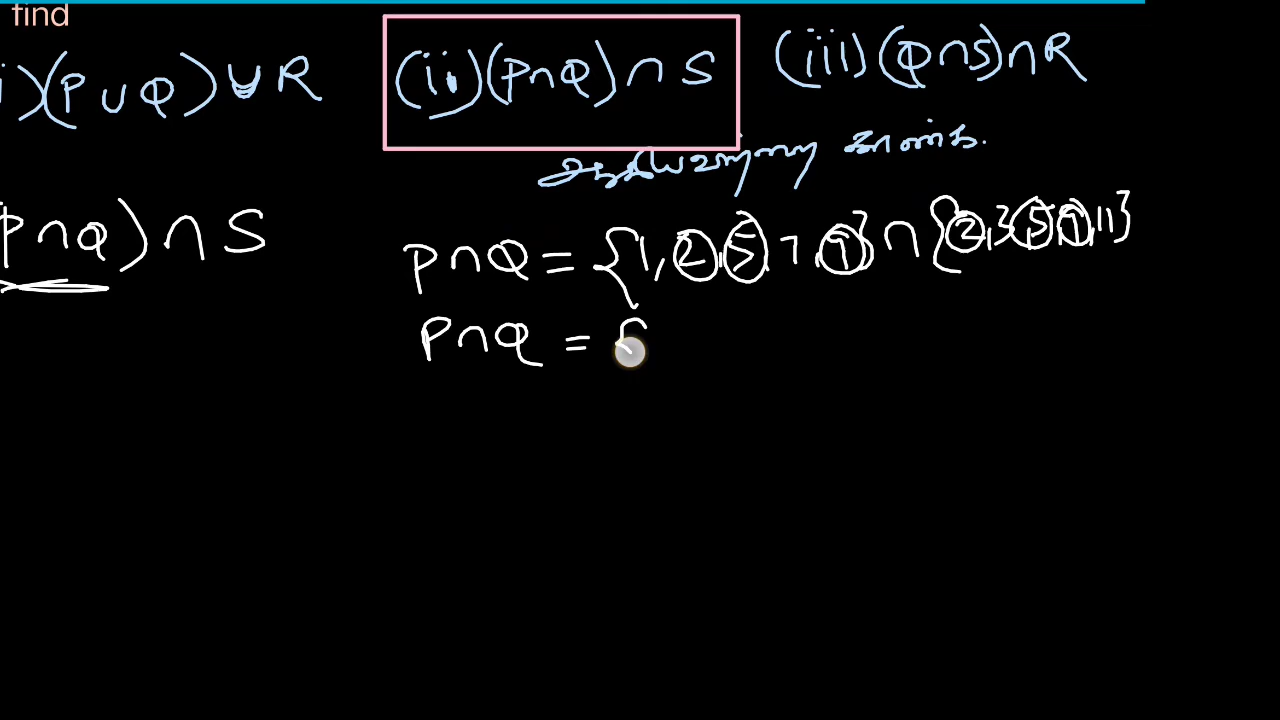 find
i) (P ∪ Q) ∪ R (ii) (P ∩ Q) ∩ S (iii) (P ∩ S) ∩ R
P ∩ Q) ∩ S
P ∩ Q = {1, 2, 5, 7, 9} ∩ {2, 3, 5, 9, 11}
P ∩ Q = {